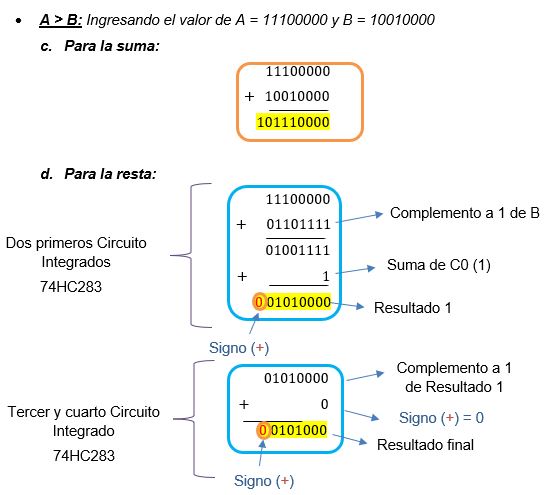 • A > B: Ingresando el valor de A = 11100000 y B = 10010000
c. Para la suma:
11100000
+ 10010000
101110000
d. Para la resta:
Dos primeros Circuito
Integrados
74HC283
11100000
+ 01101111
01001111
+ 1
0 01010000
Complemento a 1 de B
Suma de C0 (1)
Resultado 1
Signo (+)
Tercer y cuarto Circuito
Integrado
74HC283
01010000
+ 0
0 0101000
Complemento a 1
de Resultado 1
Signo (+) = 0
Resultado final
Signo (+)